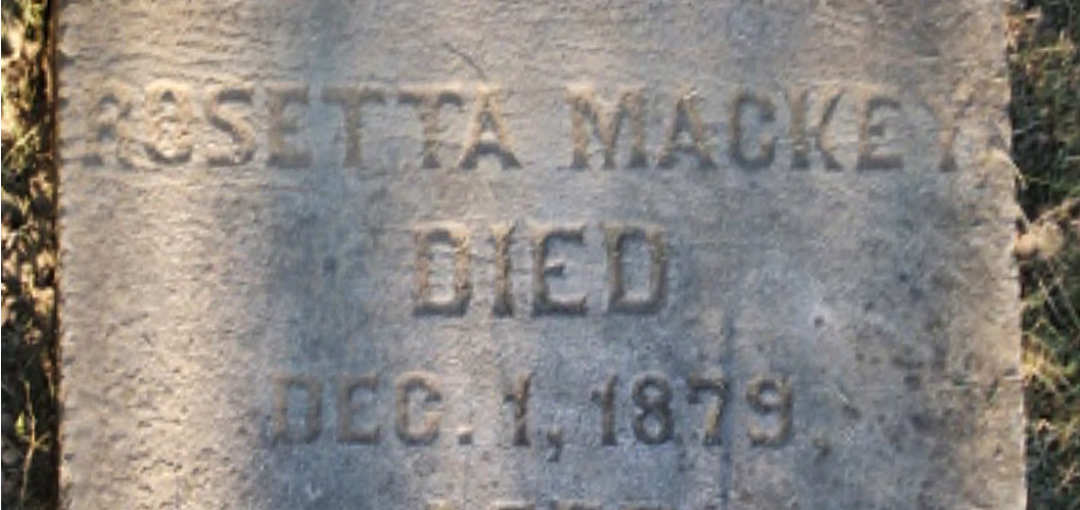 ROSETTA MACKEY
DIED
DEC. 1, 1879,